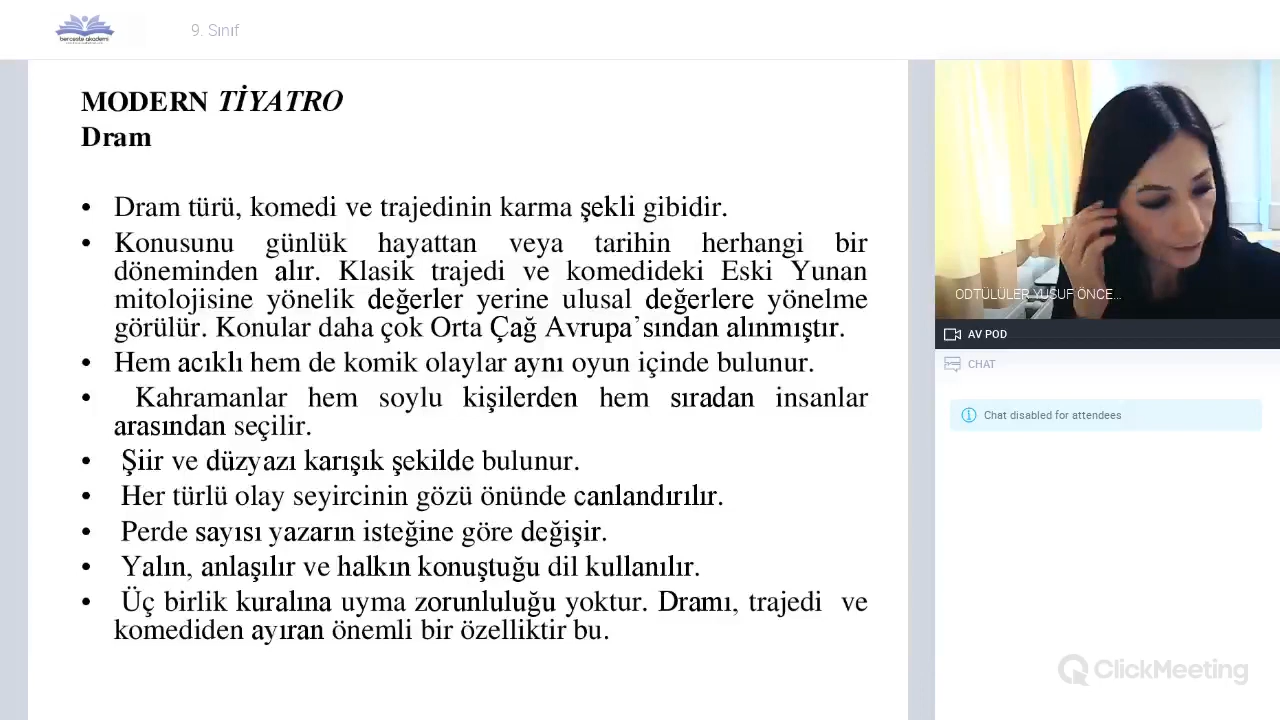 berceste akademi
9. Sınıf
MODERN TİYATRO
Dram
• Dram türü, komedi ve trajedinin karma şekli gibidir.
• Konusunu günlük hayattan veya tarihin herhangi bir
döneminden alır. Klasik trajedi ve komedideki Eski Yunan
mitolojisine yönelik değerler yerine ulusal değerlere yönelme
görülür. Konular daha çok Orta Çağ Avrupa’sından alınmıştır.
• Hem acıklı hem de komik olaylar aynı oyun içinde bulunur.
• Kahramanlar hem soylu kişilerden hem sıradan insanlar
arasından seçilir.
• Şiir ve düzyazı karışık şekilde bulunur.
• Her türlü olay seyircinin gözü önünde canlandırılır.
• Perde sayısı yazarın isteğine göre değişir.
• Yalın, anlaşılır ve halkın konuştuğu dil kullanılır.
• Üç birlik kuralına uyma zorunluluğu yoktur. Dramı, trajedi ve
komediden ayıran önemli bir özelliktir bu.
ODTÜLÜLER YUSUF ÖNCE...
AV POD
CHAT
Chat disabled for attendees
ClickMeeting